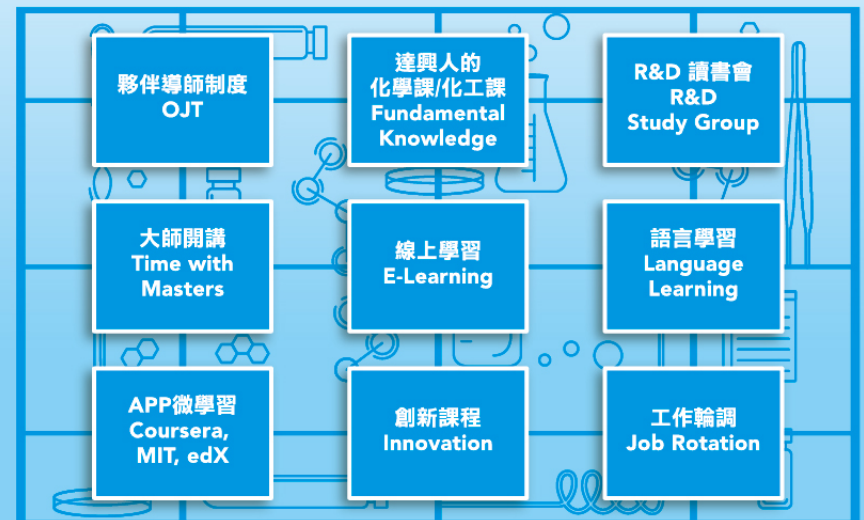 夥伴導師制度
OJT
達興人的
化學課/化工課
Fundamental
Knowledge
R&D 讀書會
R&D
Study Group
大師開講
Time with
Masters
線上學習
E-Learning
語言學習
Language
Learning
APP微學習
Coursera,
MIT, edX
創新課程
Innovation
工作輪調
Job Rotation